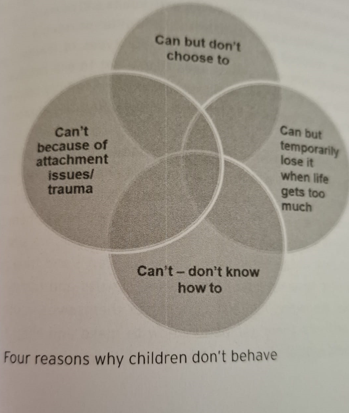 Can but don't
choose to
Can't
because of
attachment
issues/
trauma
Can but
temporarily
lose it
when life
gets too
much
Can't – don't know
how to
Four reasons why children don't behave